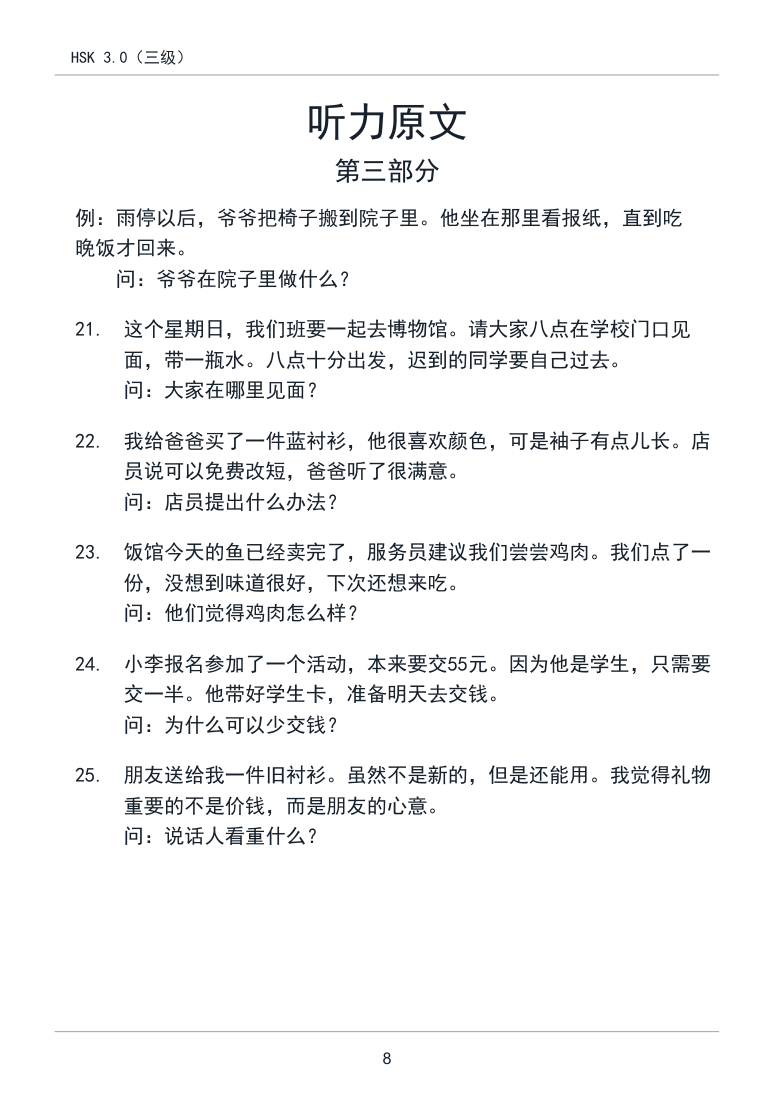 HSK 3.0（三级）
听力原文
第三部分
例：雨停以后，爷爷把椅子搬到院子里。他坐在那里看报纸，直到吃
晚饭才回来。
问：爷爷在院子里做什么？
21. 这个星期日，我们班要一起去博物馆。请大家八点在学校门口见
面，带一瓶水。八点十分出发，迟到的同学要自己过去。
问：大家在哪里见面？
22. 我给爸爸买了一件蓝衬衫，他很喜欢颜色，可是袖子有点儿长。店
员说可以免费改短，爸爸听了很满意。
问：店员提出什么办法？
23. 饭馆今天的鱼已经卖完了，服务员建议我们尝尝鸡肉。我们点了一
份，没想到味道很好，下次还想来吃。
问：他们觉得鸡肉怎么样？
24. 小李报名参加了一个活动，本来要交55元。因为他是学生，只需要
交一半。他带好学生卡，准备明天去交钱。
问：为什么可以少交钱？
25. 朋友送给我一件旧衬衫。虽然不是新的，但是还能用。我觉得礼物
重要的不是价钱，而是朋友的心意。
问：说话人看重什么？
8